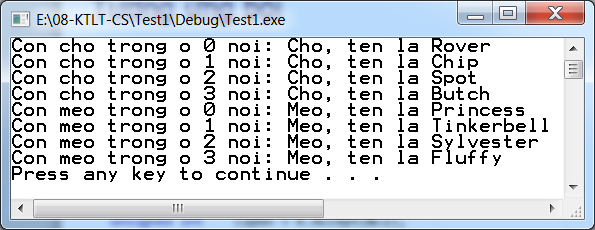 E:\08-KTLT-CS\Test1\Debug\Test1.exe
Con cho trong o 0 noi: Cho, ten la Rover
Con cho trong o 1 noi: Cho, ten la Chip
Con cho trong o 2 noi: Cho, ten la Spot
Con cho trong o 3 noi: Cho, ten la Butch
Con meo trong o 0 noi: Meo, ten la Princess
Con meo trong o 1 noi: Meo, ten la Tinkerbell
Con meo trong o 2 noi: Meo, ten la Sylvester
Con meo trong o 3 noi: Meo, ten la Fluffy
Press any key to continue . . .